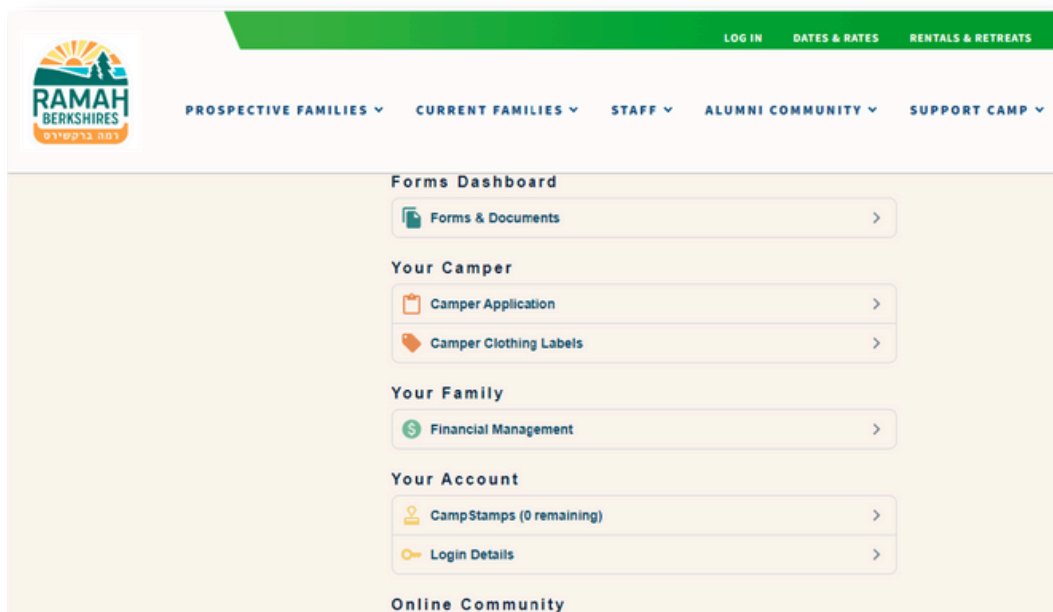 LOG IN DATES & RATES RENTALS & RETREATS
RAMAH
BERKSHIRES
רמה ברקשירס
PROSPECTIVE FAMILIES CURRENT FAMILIES STAFF ALUMNI COMMUNITY SUPPORT CAMP
Forms Dashboard
Forms & Documents
Your Camper
Camper Application
Camper Clothing Labels
Your Family
Financial Management
Your Account
CampStamps (0 remaining)
Login Details
Online Community